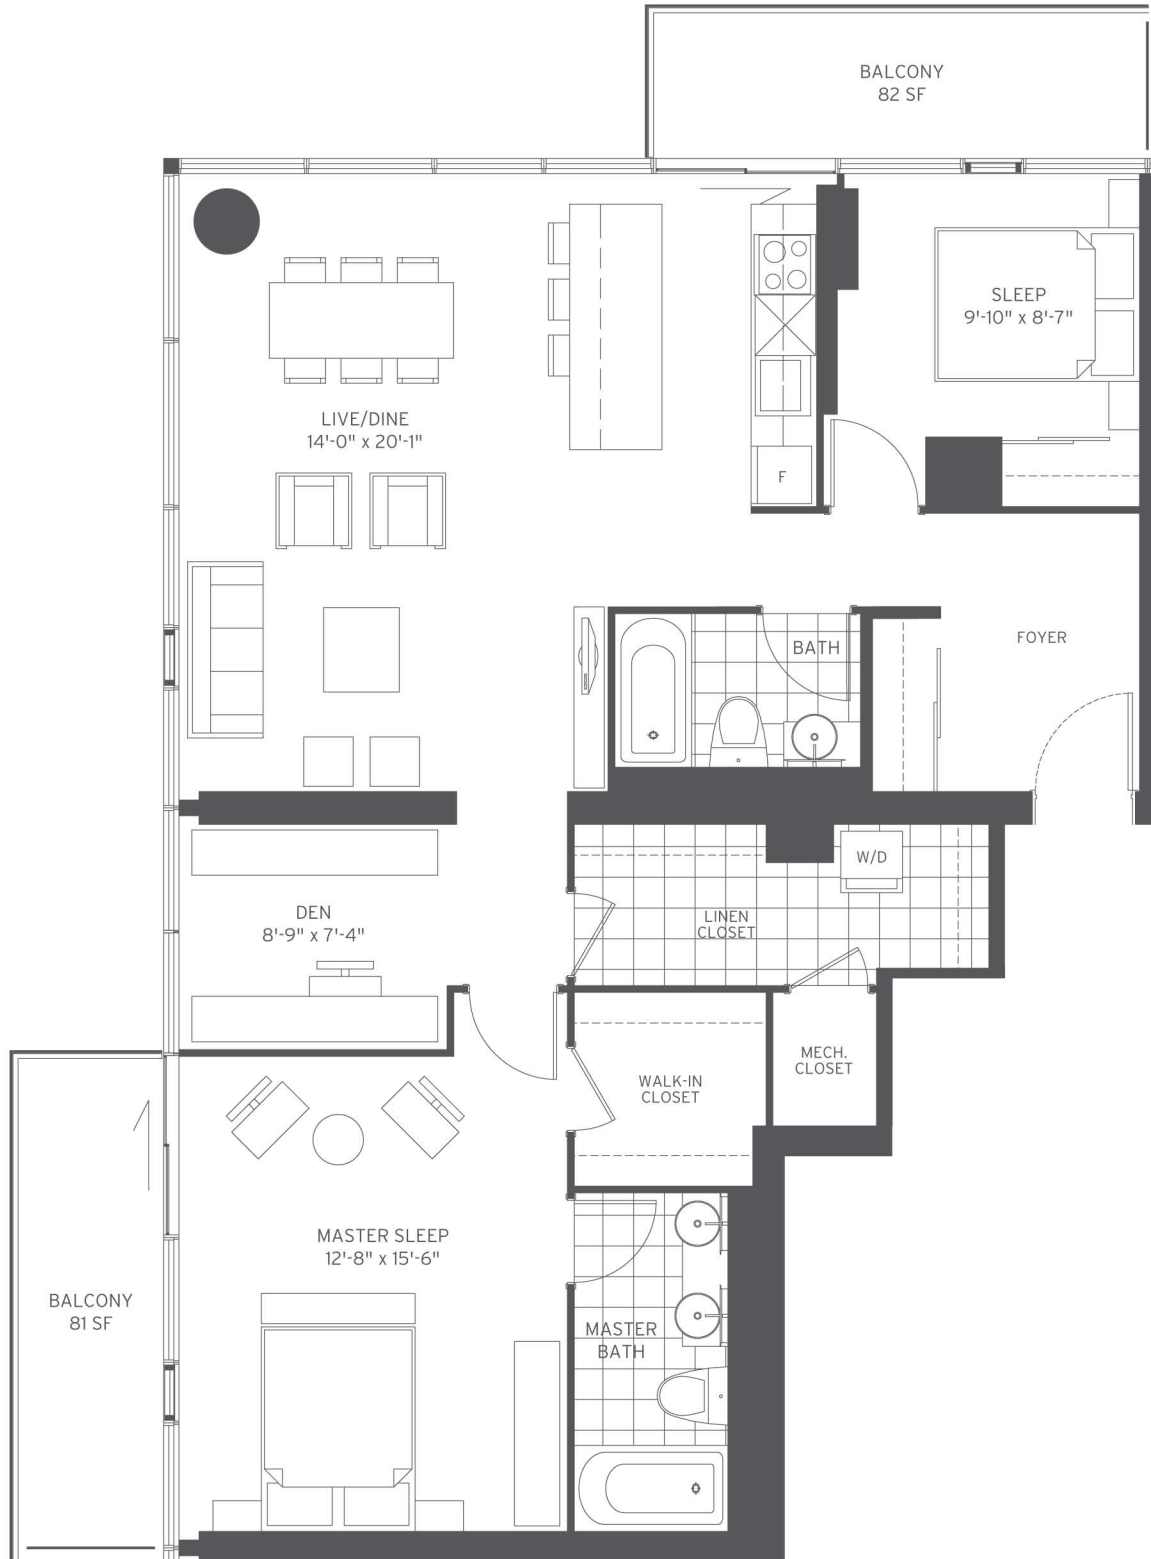 BALCONY
82 SF
SLEEP
9'-10" x 8'-7"
LIVE/DINE
14'-0" x 20'-1"
F
FOYER
BATH
W/D
DEN
8'-9" x 7'-4"
LINEN
CLOSET
MECH.
CLOSET
WALK-IN
CLOSET
MASTER SLEEP
12'-8" x 15'-6"
BALCONY
81 SF
MASTER
BATH